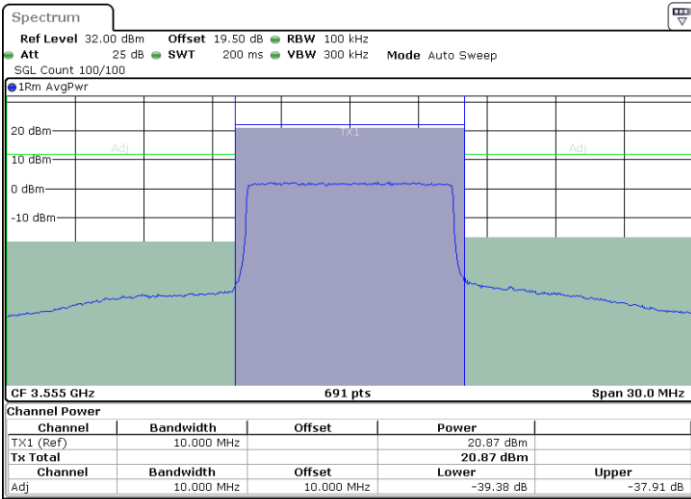 Spectrum
Ref Level 32.00 dBm Offset 19.50 dB RBW 100 kHz
Att 25 dB SWT 200 ms VBW 300 kHz Mode Auto Sweep
SGL Count 100/100
1Rm AvgPwr
20 dBm
TX1
Adj Adj
10 dBm
0 dBm
-10 dBm
CF 3.555 GHz 691 pts Span 30.0 MHz
Channel Power
Channel Bandwidth Offset Power
TX1 (Ref) 10.000 MHz 20.87 dBm
Tx Total 20.87 dBm
Channel Bandwidth Offset Lower Upper
Adj 10.000 MHz 10.000 MHz -39.38 dB -37.91 dB